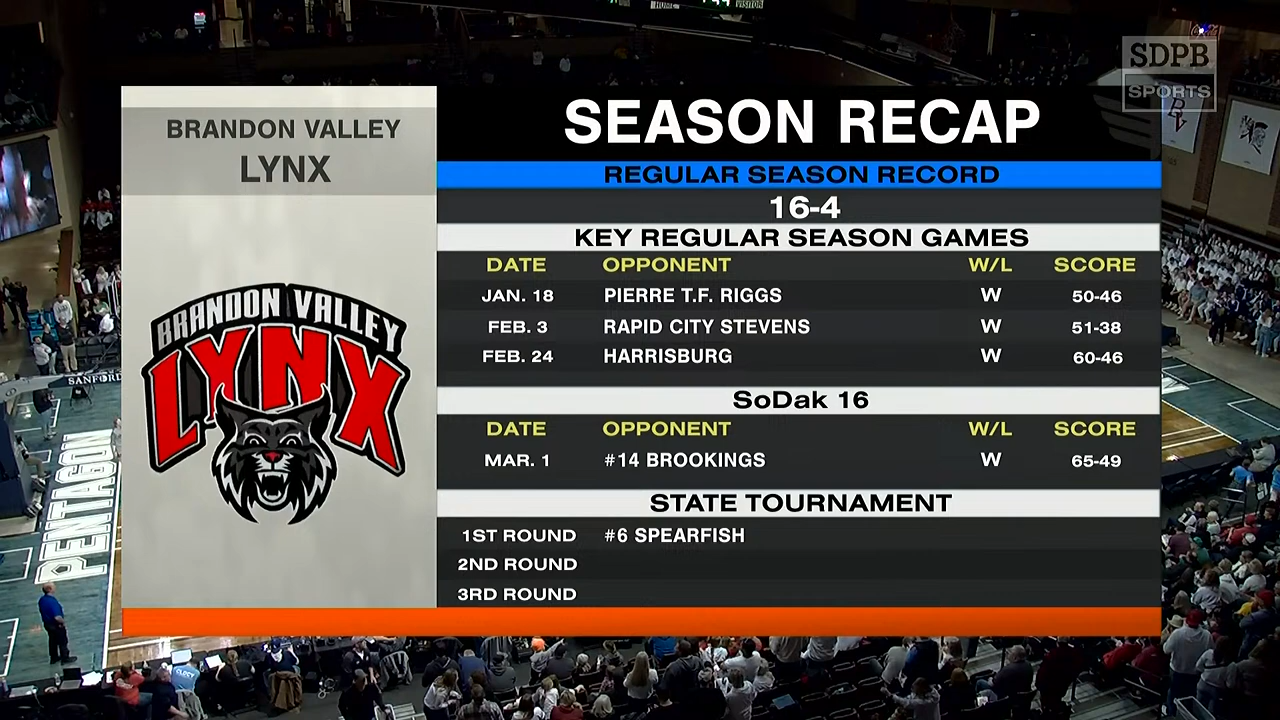 HOME
VISITOR
SDPB
SPORTS
BV
BRANDON VALLEY
LYNX
BRANDON VALLEY
LYNX
SEASON RECAP
REGULAR SEASON RECORD
16-4
KEY REGULAR SEASON GAMES
DATE OPPONENT W/L SCORE
JAN. 18 PIERRE T.F. RIGGS W 50-46
FEB. 3 RAPID CITY STEVENS W 51-38
FEB. 24 HARRISBURG W 60-46
SoDak 16
DATE OPPONENT W/L SCORE
MAR. 1 #14 BROOKINGS W 65-49
STATE TOURNAMENT
1ST ROUND #6 SPEARFISH
2ND ROUND
3RD ROUND
SANFORD
PENTAGON